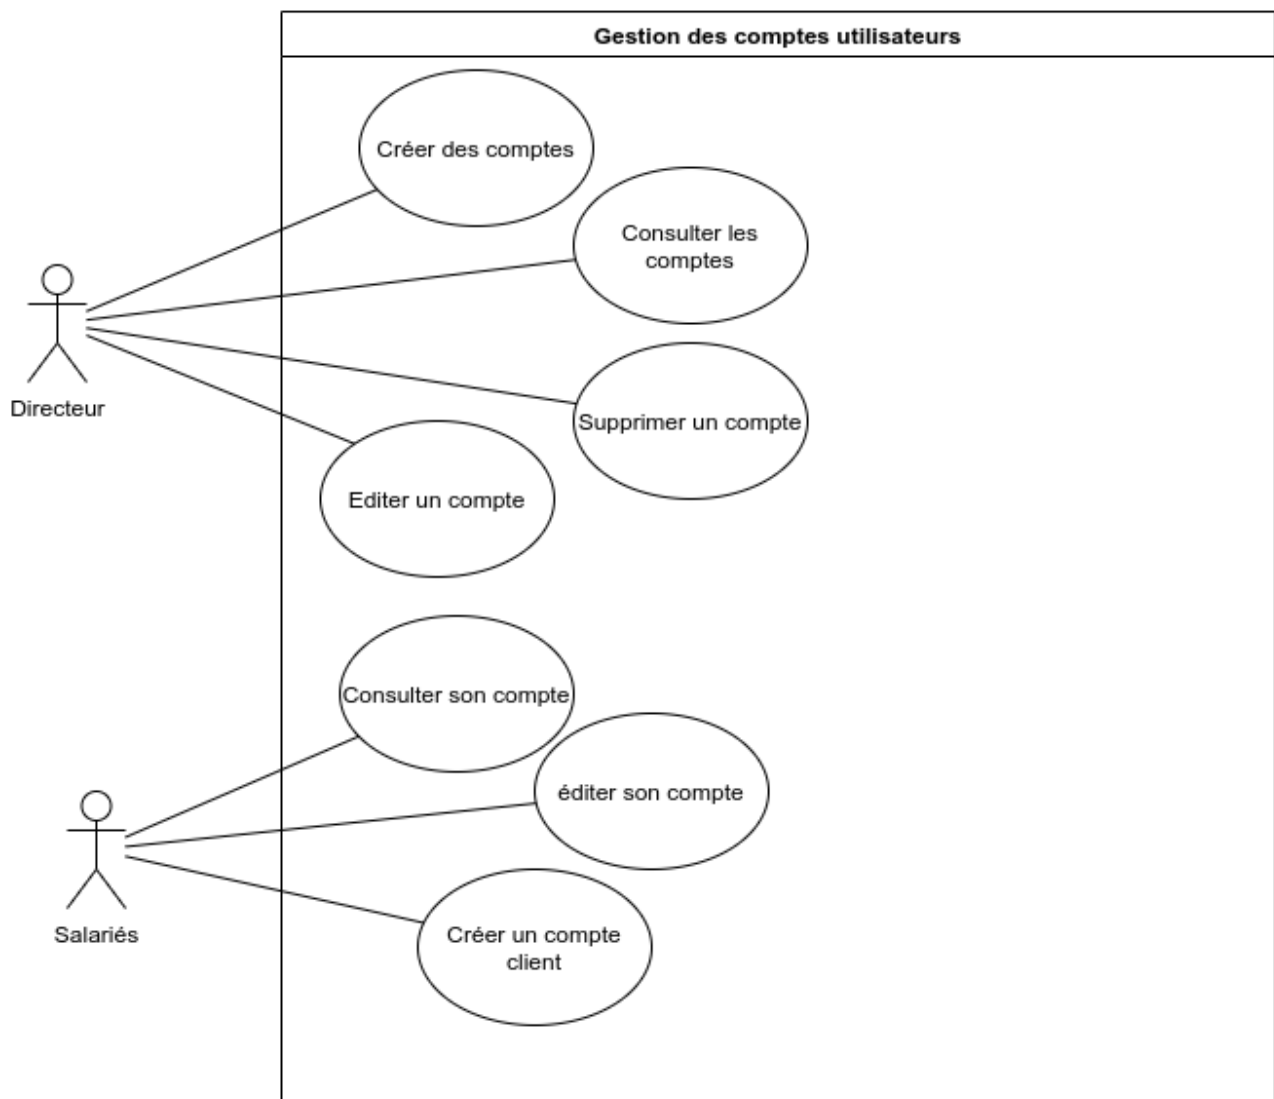 Gestion des comptes utilisateurs
Créer des comptes
Consulter les
comptes
Directeur
Supprimer un compte
Editer un compte
Consulter son compte
éditer son compte
Salariés
Créer un compte
client